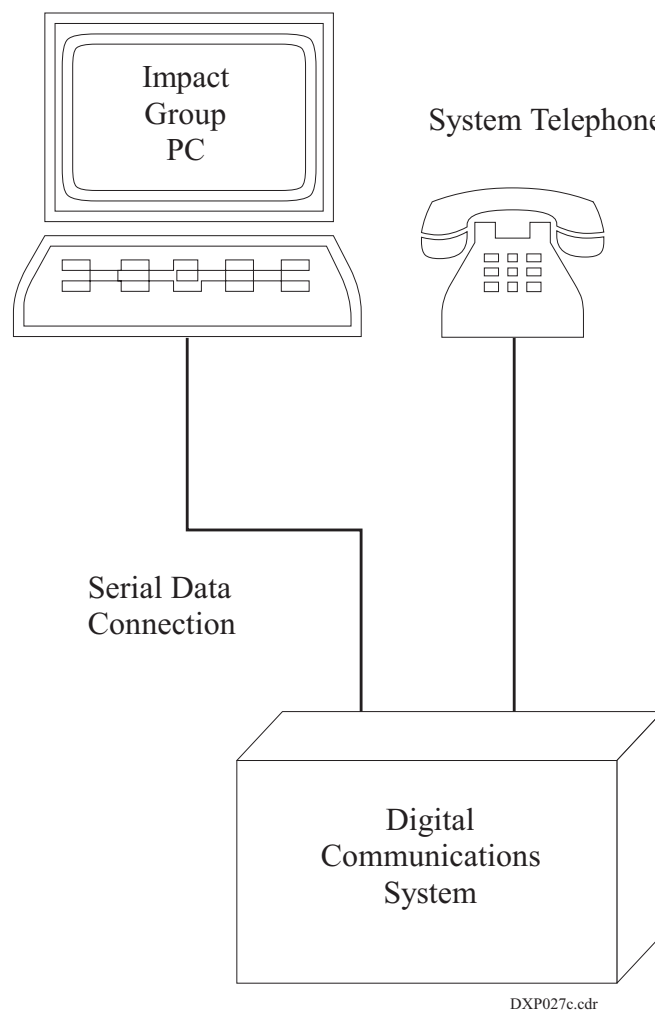 Impact
Group
PC
System Telephone
Serial Data
Connection
Digital
Communications
System
DXP027c.cdr